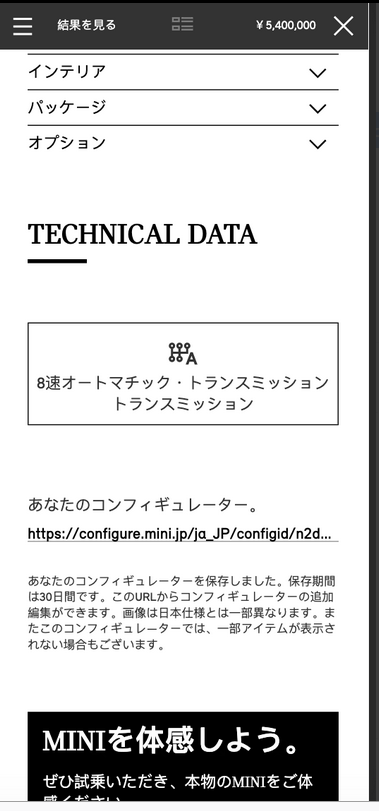 結果を見る
¥ 5,400,000
インテリア
パッケージ
オプション
TECHNICAL DATA
8速オートマチック・トランスミッション
トランスミッション
あなたのコンフィギュレーター。
https://configure.mini.jp/ja_JP/configid/n2d...
あなたのコンフィギュレーターを保存しました。保存期間
は30日間です。このURLからコンフィギュレーターの追加
編集ができます。画像は日本仕様とは一部異なります。ま
たこのコンフィギュレーターでは、一部アイテムが表示さ
れない場合もございます。
MINIを体感しよう。
ぜひ試乗いただき、本物のMINIをご体
感ください